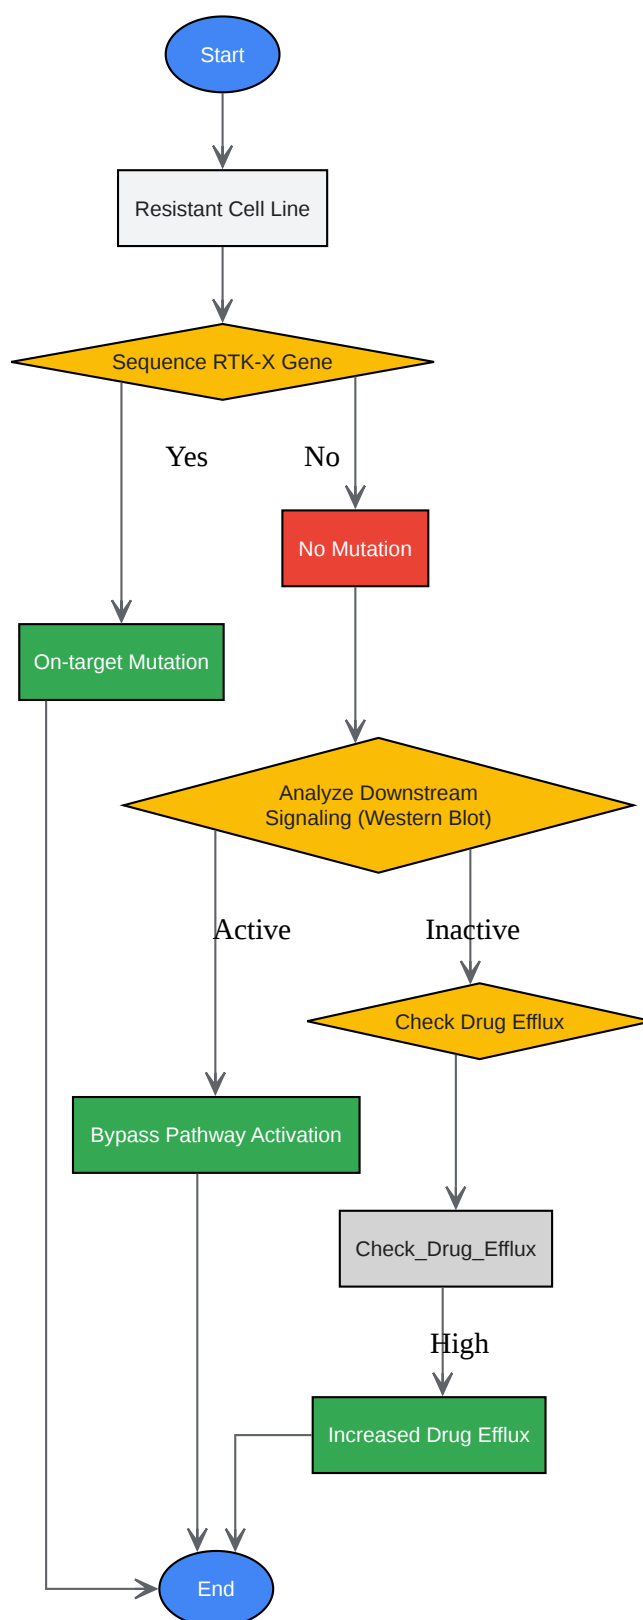 Start
Resistant Cell Line
Sequence RTK-X Gene
Yes
No
No Mutation
On-target Mutation
Analyze Downstream
Signaling (Western Blot)
Active
Inactive
Check Drug Efflux
Bypass Pathway Activation
Check_Drug_Efflux
High
Increased Drug Efflux
End